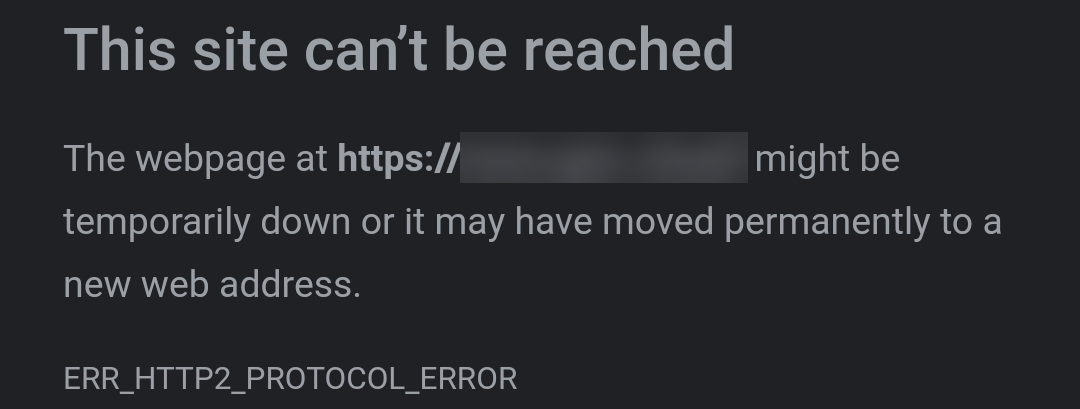 This site can’t be reached
The webpage at https:// might be
temporarily down or it may have moved permanently to a
new web address.
ERR_HTTP2_PROTOCOL_ERROR